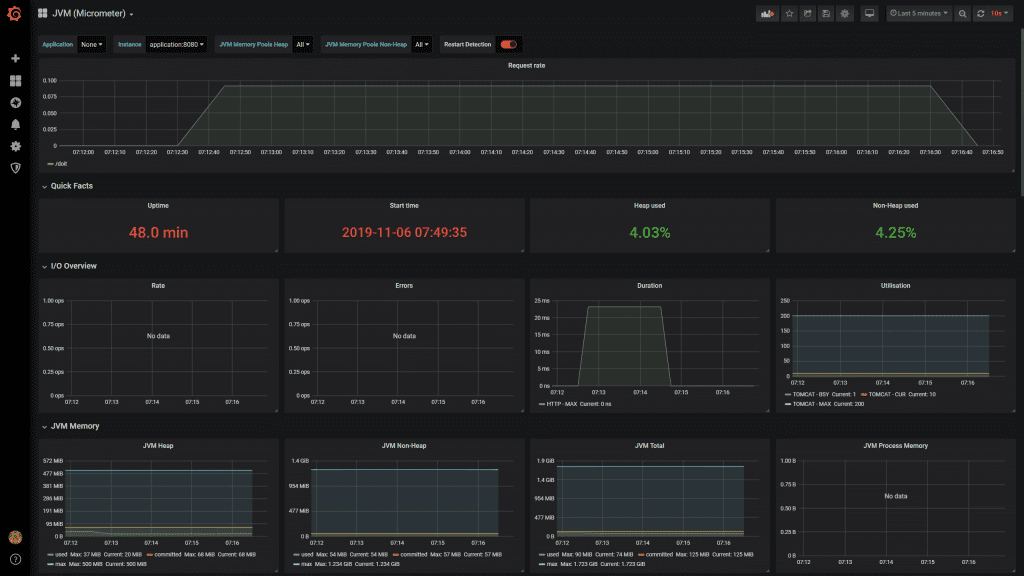 JVM (Micrometer)
Last 5 minutes
10s
Application None Instance application:8080 JVM Memory Pools Heap All JVM Memory Pools Non-Heap All Restart Detection
Request rate
0.100
0.075
0.050
0.025
0
07:12:00 07:12:10 07:12:20 07:12:30 07:12:40 07:12:50 07:13:00 07:13:10 07:13:20 07:13:30 07:13:40 07:13:50 07:14:00 07:14:10 07:14:20 07:14:30 07:14:40 07:14:50 07:15:00 07:15:10 07:15:20 07:15:30 07:15:40 07:15:50 07:16:00 07:16:10 07:16:20 07:16:30 07:16:40 07:16:50
/doit
Quick Facts
Uptime
48.0 min
Start time
2019-11-06 07:49:35
Heap used
4.03%
Non-Heap used
4.25%
I/O Overview
Rate
1.00 ops
0.75 ops
0.50 ops
0.25 ops
0 ops
No data
07:12 07:13 07:14 07:15 07:16
Errors
1.00 ops
0.75 ops
0.50 ops
0.25 ops
0 ops
No data
07:12 07:13 07:14 07:15 07:16
Duration
25 ms
20 ms
15 ms
10 ms
5 ms
0 ns
07:12 07:13 07:14 07:15 07:16
HTTP - MAX Current: 0 ns
Utilisation
250
200
150
100
50
0
07:12 07:13 07:14 07:15 07:16
TOMCAT - BSY Current: 1 TOMCAT - CUR Current: 10
TOMCAT - MAX Current: 200
JVM Memory
JVM Heap
572 MiB
477 MiB
381 MiB
286 MiB
191 MiB
95 MiB
0 B
07:12 07:13 07:14 07:15 07:16
used Max: 37 MiB Current: 20 MiB committed Max: 68 MiB Current: 68 MiB
max Max: 500 MiB Current: 500 MiB
JVM Non-Heap
1.4 GiB
954 MiB
477 MiB
0 B
07:12 07:13 07:14 07:15 07:16
used Max: 54 MiB Current: 54 MiB committed Max: 57 MiB Current: 57 MiB
max Max: 1.234 GiB Current: 1.234 GiB
JVM Total
1.9 GiB
1.4 GiB
954 MiB
477 MiB
0 B
07:12 07:13 07:14 07:15 07:16
used Max: 90 MiB Current: 74 MiB committed Max: 125 MiB Current: 125 MiB
max Max: 1.723 GiB Current: 1.723 GiB
JVM Process Memory
1.00 B
0.75 B
0.50 B
0.25 B
0 B
No data
07:12 07:13 07:14 07:15 07:16